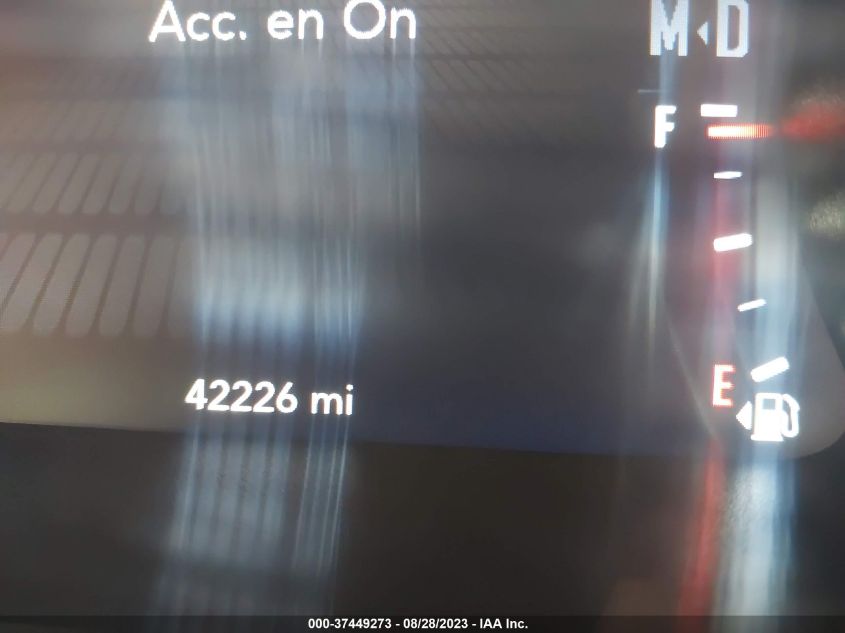 Acc. en On
M◂D
F
42226 mi
E
000-37449273 - 08/28/2023 - IAA Inc.